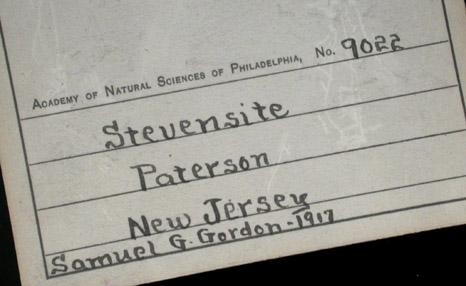 Academy of Natural Sciences of Philadelphia, No. 9022
Stevensite
Paterson
New Jersey
Samuel G. Gordon-1917